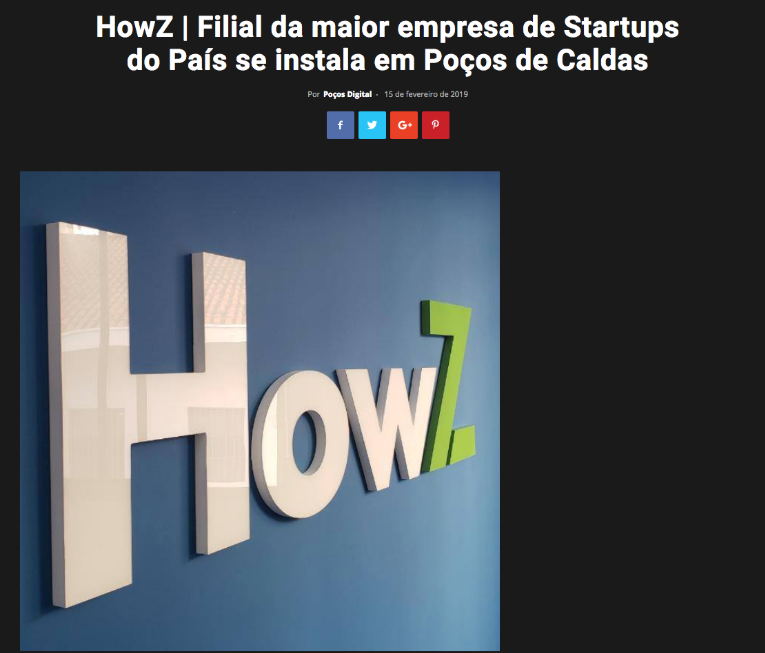 HowZ | Filial da maior empresa de Startups
do País se instala em Poços de Caldas
Por Poços Digital - 15 de fevereiro de 2019
f G+
HowZ